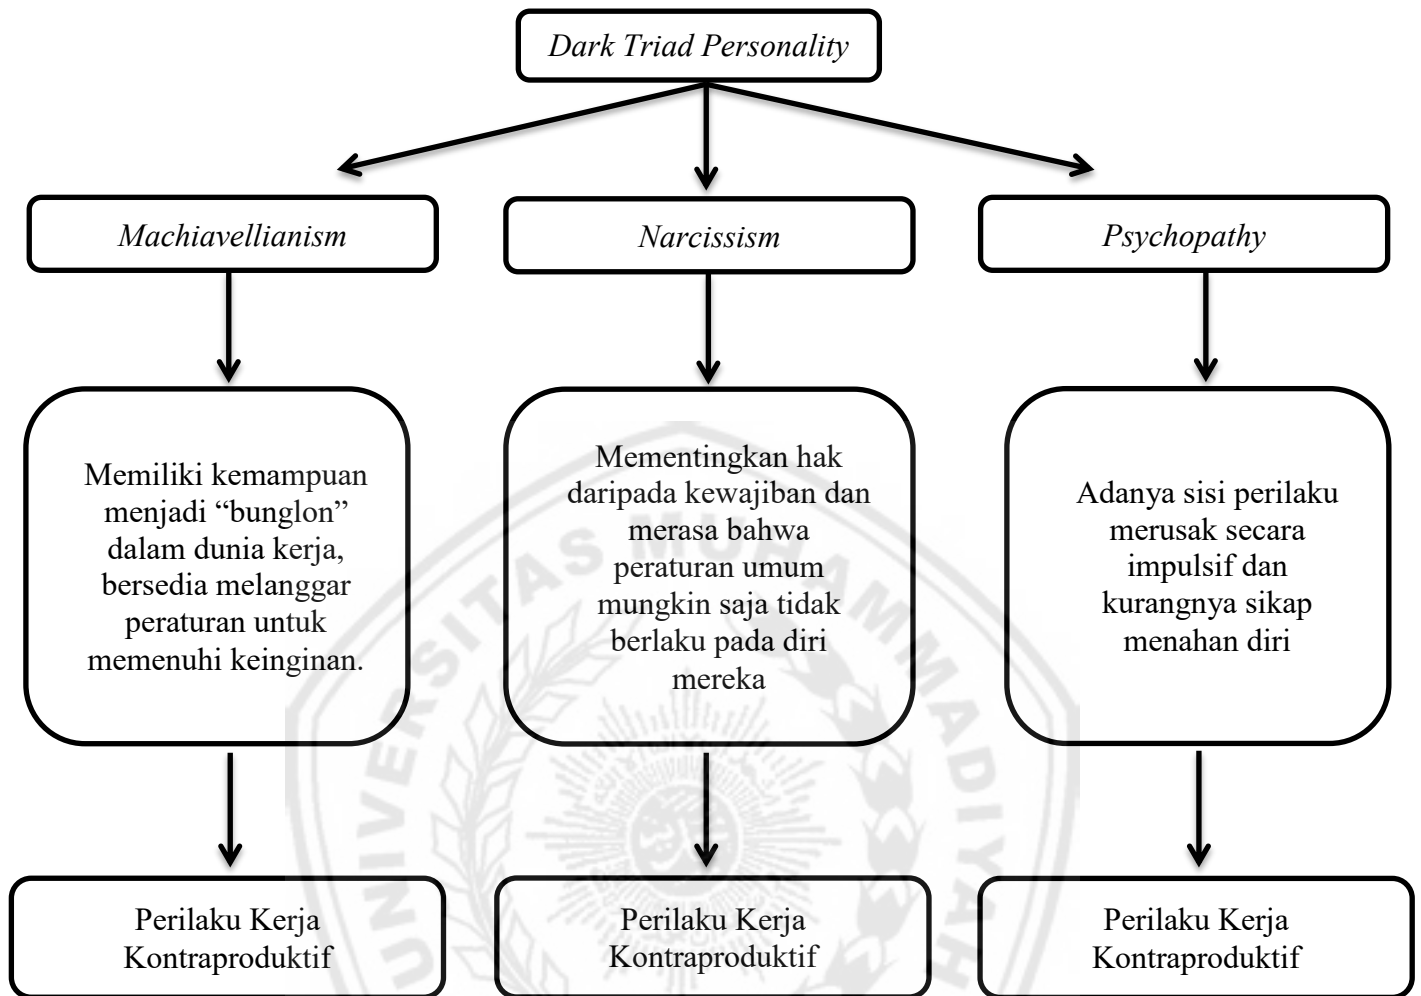 Dark Triad Personality
Machiavellianism
Narcissism
Psychopathy
Memiliki kemampuan
menjadi “bunglon”
dalam dunia kerja,
bersedia melanggar
peraturan untuk
memenuhi keinginan.
Mementingkan hak
daripada kewajiban dan
merasa bahwa
peraturan umum
mungkin saja tidak
berlaku pada diri
mereka
Adanya sisi perilaku
merusak secara
impulsif dan
kurangnya sikap
menahan diri
UNIVERSITAS MUHAMMADIYAH
Perilaku Kerja
Kontraproduktif
Perilaku Kerja
Kontraproduktif
Perilaku Kerja
Kontraproduktif